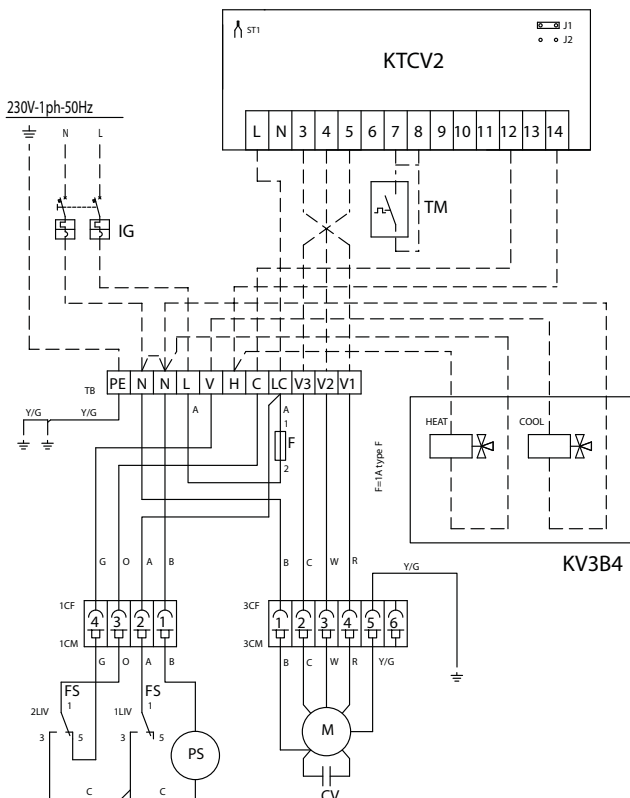 ST1
J1
J2
KTCV2
230V-1ph-50Hz
N L
L N 3 4 5 6 7 8 9 10 11 12 13 14
TM
IG
TB
PE N N L V H C LC V3 V2 V1
Y/G Y/G
A
A
1
F
2
F=1A type F
HEAT
COOL
KV3B4
G O A B
B C W R
Y/G
1CF
4 3 2 1
1CM
3CF
1 2 3 4 5 6
3CM
G O A B
B C W R Y/G
FS
1
2LIV
3 5
FS
1
1LIV
3 5
PS
M
C C
CV